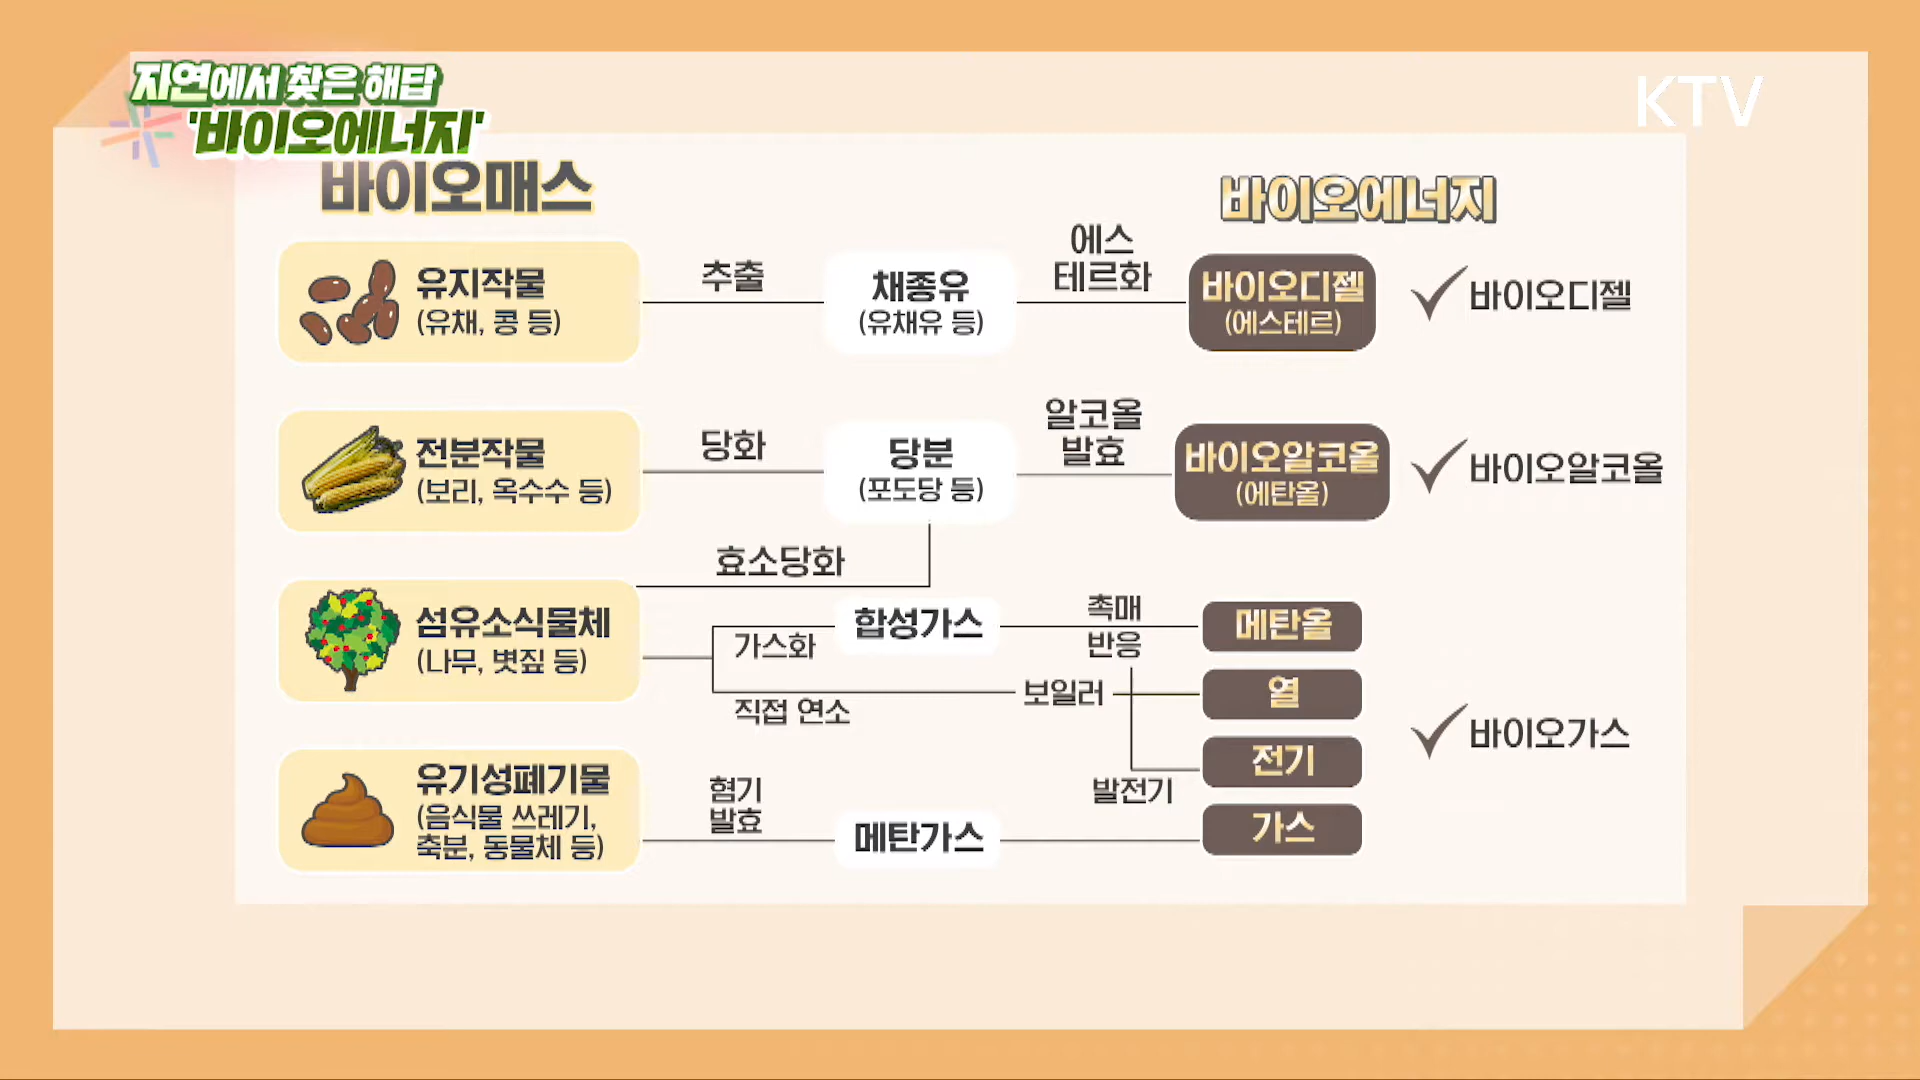 자연에서 찾은 해답
'바이오에너지'
KTV
바이오매스
바이오에너지
유지작물
(유채, 콩 등)
추출
채종유
(유채유 등)
에스
테르화
바이오디젤
(에스테르)
바이오디젤
전분작물
(보리, 옥수수 등)
당화
당분
(포도당 등)
알코올
발효
바이오알코올
(에탄올)
바이오알코올
효소당화
섬유소식물체
(나무, 볏짚 등)
가스화
합성가스
촉매
반응
메탄올
직접 연소
보일러
열
전기
발전기
바이오가스
유기성폐기물
(음식물 쓰레기,
축분, 동물체 등)
혐기
발효
메탄가스
가스